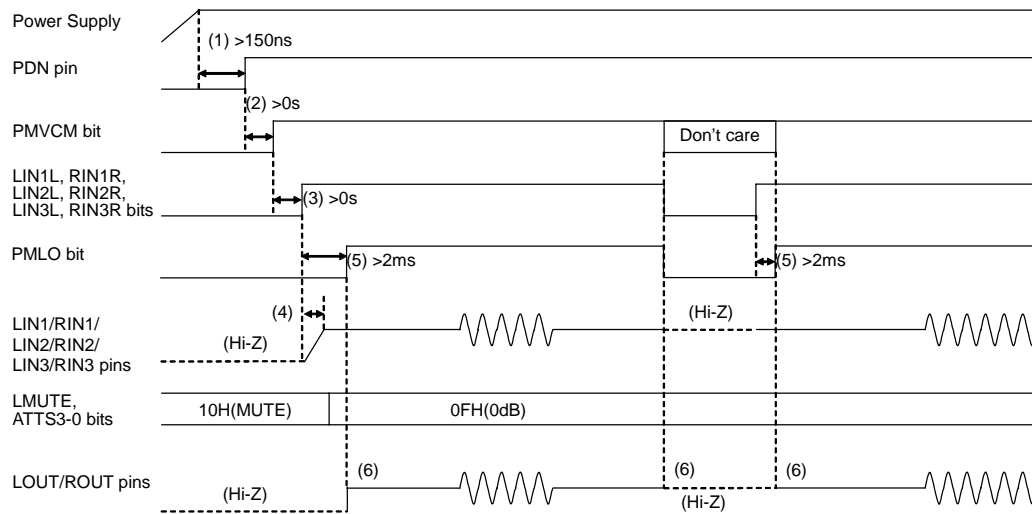 Power Supply
(1) >150ns
PDN pin
(2) >0s
PMVCM bit
Don't care
LIN1L, RIN1R,
LIN2L, RIN2R,
LIN3L, RIN3R bits
(3) >0s
PMLO bit
(5) >2ms
(5) >2ms
(4)
(Hi-Z)
LIN1/RIN1/
LIN2/RIN2/
LIN3/RIN3 pins
(Hi-Z)
LMUTE,
ATTS3-0 bits
10H(MUTE)
0FH(0dB)
LOUT/ROUT pins
(6)
(6)
(6)
(Hi-Z)
(Hi-Z)